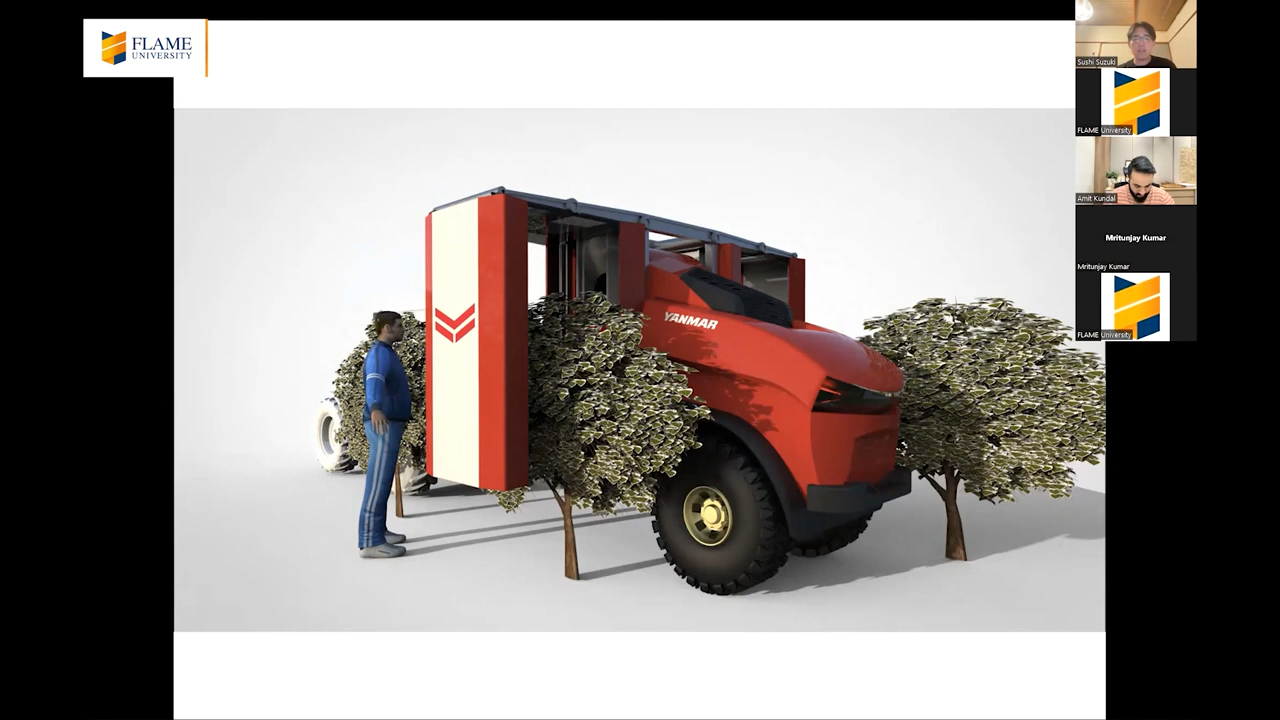 FLAME
UNIVERSITY
YANMAR
Sushi Suzuki
FLAME University
Amit Kundal
Mritunjay Kumar
Mritunjay Kumar
FLAME University